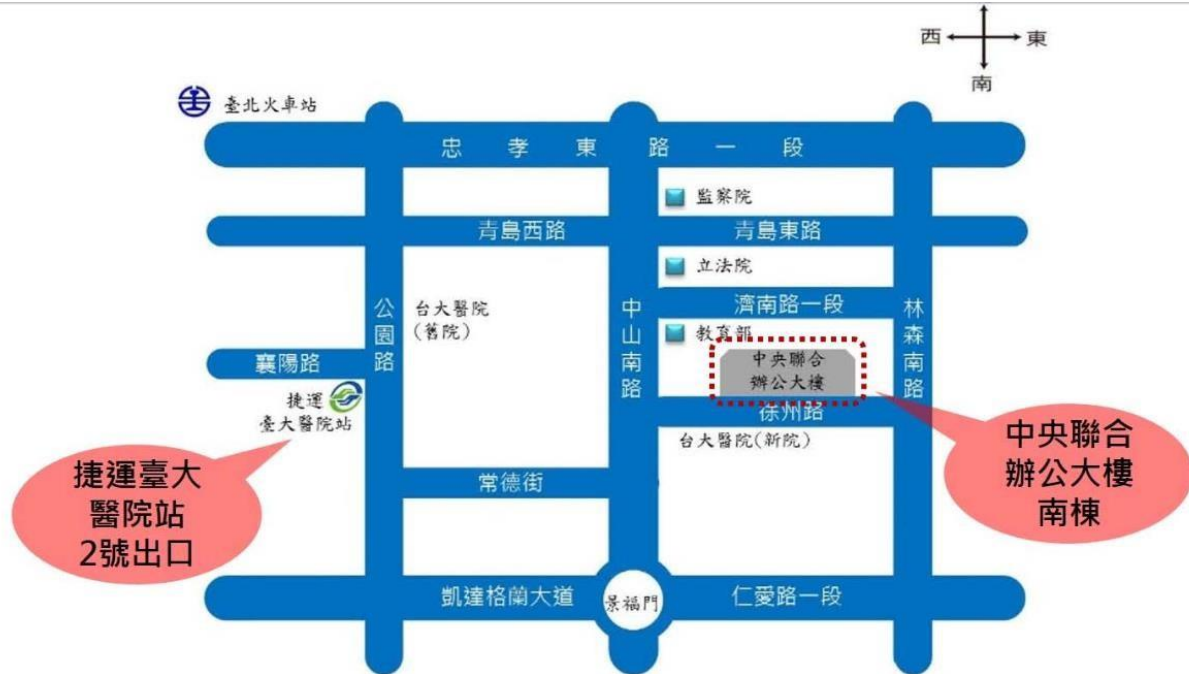 西
東
南
臺北火車站
忠孝東路一段
監察院
青島西路
青島東路
立法院
濟南路一段
公園路
中山南路
林森南路
台大醫院
(舊院)
教育部
襄陽路
中央聯合
辦公大樓
捷運
臺大醫院站
徐州路
台大醫院(新院)
捷運臺大
醫院站
2號出口
中央聯合
辦公大樓
南棟
常德街
凱達格蘭大道
景福門
仁愛路一段